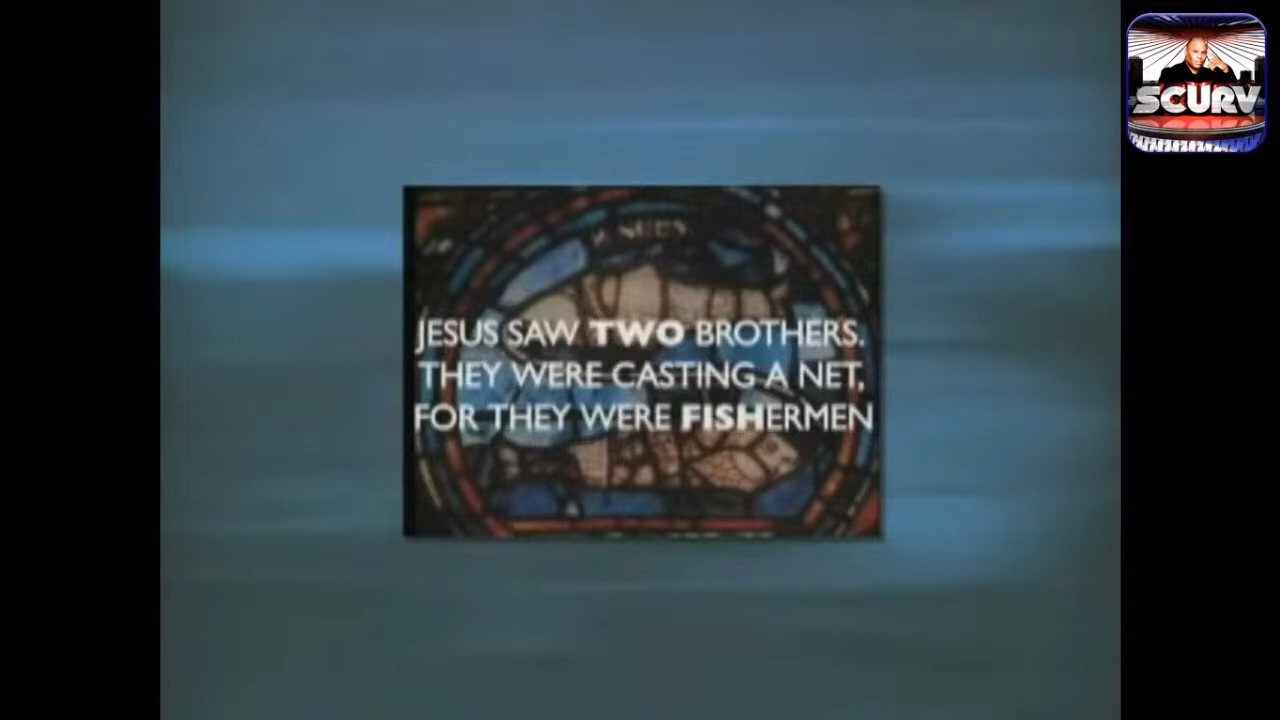 SCURV
JESUS SAW TWO BROTHERS.
THEY WERE CASTING A NET,
FOR THEY WERE FISHERMEN